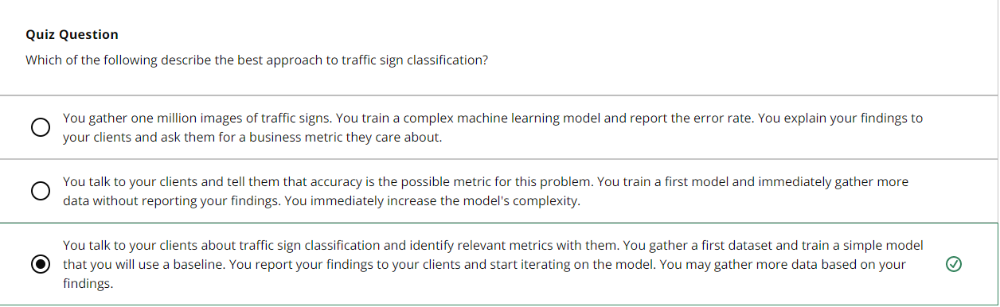 Quiz Question
Which of the following describe the best approach to traffic sign classification?
You gather one million images of traffic signs. You train a complex machine learning model and report the error rate. You explain your findings to
your clients and ask them for a business metric they care about.
You talk to your clients and tell them that accuracy is the possible metric for this problem. You train a first model and immediately gather more
data without reporting your findings. You immediately increase the model's complexity.
You talk to your clients about traffic sign classification and identify relevant metrics with them. You gather a first dataset and train a simple model
that you will use a baseline. You report your findings to your clients and start iterating on the model. You may gather more data based on your
findings.